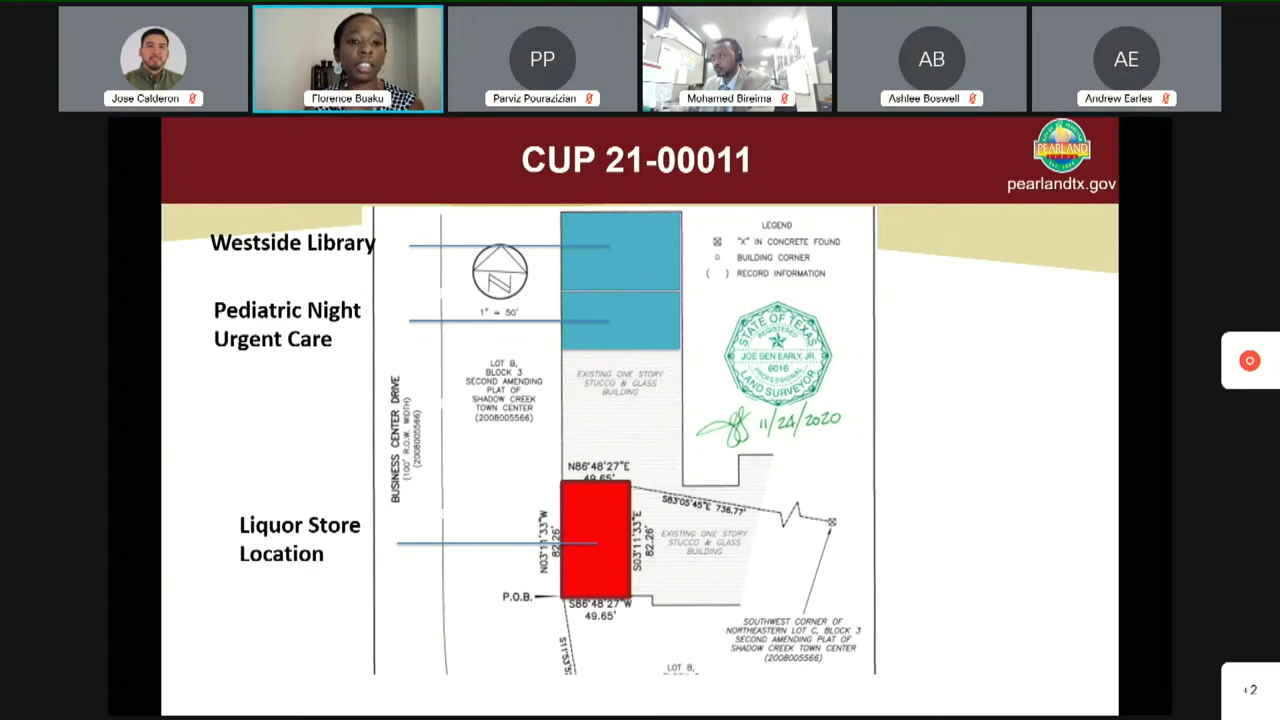 PP
AB
AE
Jose Calderon
Florence Buaku
Parviz Pourazizian
Mohamed Bireima
Ashlee Boswell
Andrew Earles
CUP 21-00011
PEARLAND
pearlandtx.gov
Westside Library
Pediatric Night
Urgent Care
Liquor Store
Location
N
1" = 50'
LEGEND
"X" IN CONCRETE FOUND
BUILDING CORNER
( ) RECORD INFORMATION
STATE OF TEXAS
REGISTERED
JOE BEN EARLY, JR.
6016
PROFESSIONAL
LAND SURVEYOR
11/24/2020
LOT B,
BLOCK 3
SECOND AMENDING
PLAT OF
SHADOW CREEK
TOWN CENTER
(2008005566)
EXISTING ONE STORY
STUCCO & GLASS
BUILDING
BUSINESS CENTER DRIVE
(100' R.O.W. WIDTH)
(2008005566)
N86°48'27"E
49.65'
N03°11'33"W
82.26'
S03°11'33"E
82.26'
S83°05'45"E 736.77'
EXISTING ONE STORY
STUCCO & GLASS
BUILDING
P.O.B.
S86°48'27"W
49.65'
SOUTHWEST CORNER OF
NORTHEASTERN LOT C, BLOCK 3
SECOND AMENDING PLAT OF
SHADOW CREEK TOWN CENTER
(2008005566)
LOT B,
+2